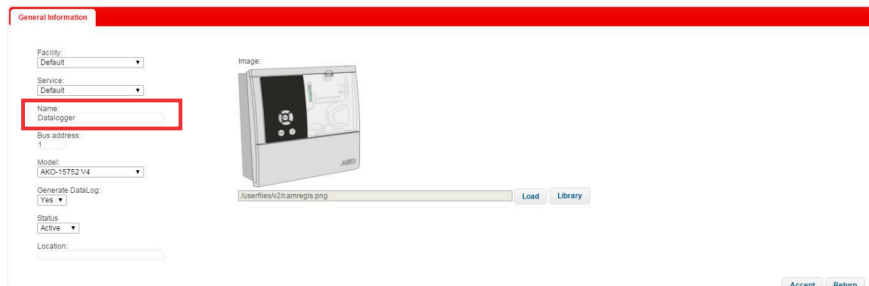 General Information
Facility:
Default
Service:
Default
Name:
Datalogger
Bus address:
1
Model:
AKO-15752 V4
Generate DataLog:
Yes
Status
Active
Location:
Image:
AKO
/userfiles/v2/camregis.png
Load
Library
Accept
Return